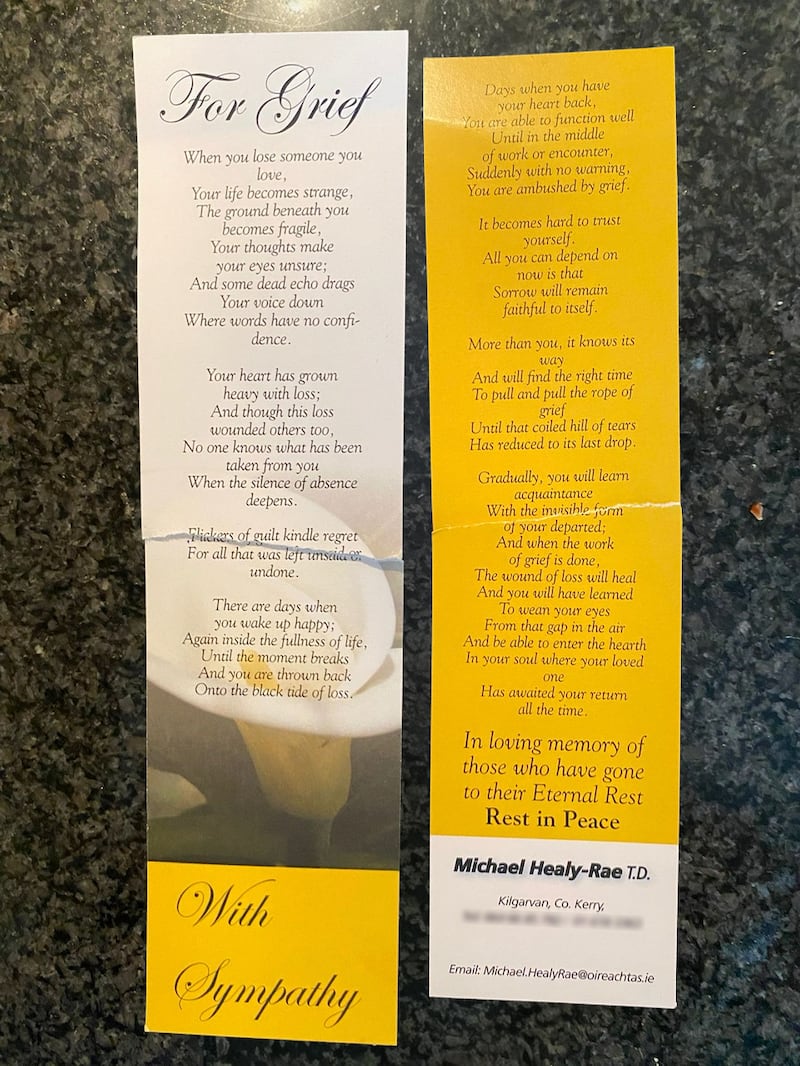 For Grief
When you lose someone you
love,
Your life becomes strange,
The ground beneath you
becomes fragile,
Your thoughts make
your eyes unsure;
And some dead echo drags
Your voice down
Where words have no confi-
dence.
Your heart has grown
heavy with loss;
And though this loss
wounded others too,
No one knows what has been
taken from you
When the silence of absence
deepens.
Flickers of guilt kindle regret
For all that was left unsaid or
undone.
There are days when
you wake up happy;
Again inside the fullness of life,
Until the moment breaks
And you are thrown back
Onto the black tide of loss.
With
Sympathy
Days when you have
your heart back,
You are able to function well
Until in the middle
of work or encounter,
Suddenly with no warning,
You are ambushed by grief.
It becomes hard to trust
yourself.
All you can depend on
now is that
Sorrow will remain
faithful to itself.
More than you, it knows its
way
And will find the right time
To pull and pull the rope of
grief
Until that coiled hill of tears
Has reduced to its last drop.
Gradually, you will learn
acquaintance
With the invisible form
of your departed;
And when the work
of grief is done,
The wound of loss will heal
And you will have learned
To wean your eyes
From that gap in the air
And be able to enter the hearth
In your soul where your loved
one
Has awaited your return
all the time.
In loving memory of
those who have gone
to their Eternal Rest
Rest in Peace
Michael Healy-Rae T.D.
Kilgarvan, Co. Kerry,
Email: Michael.HealyRae@oireachtas.ie